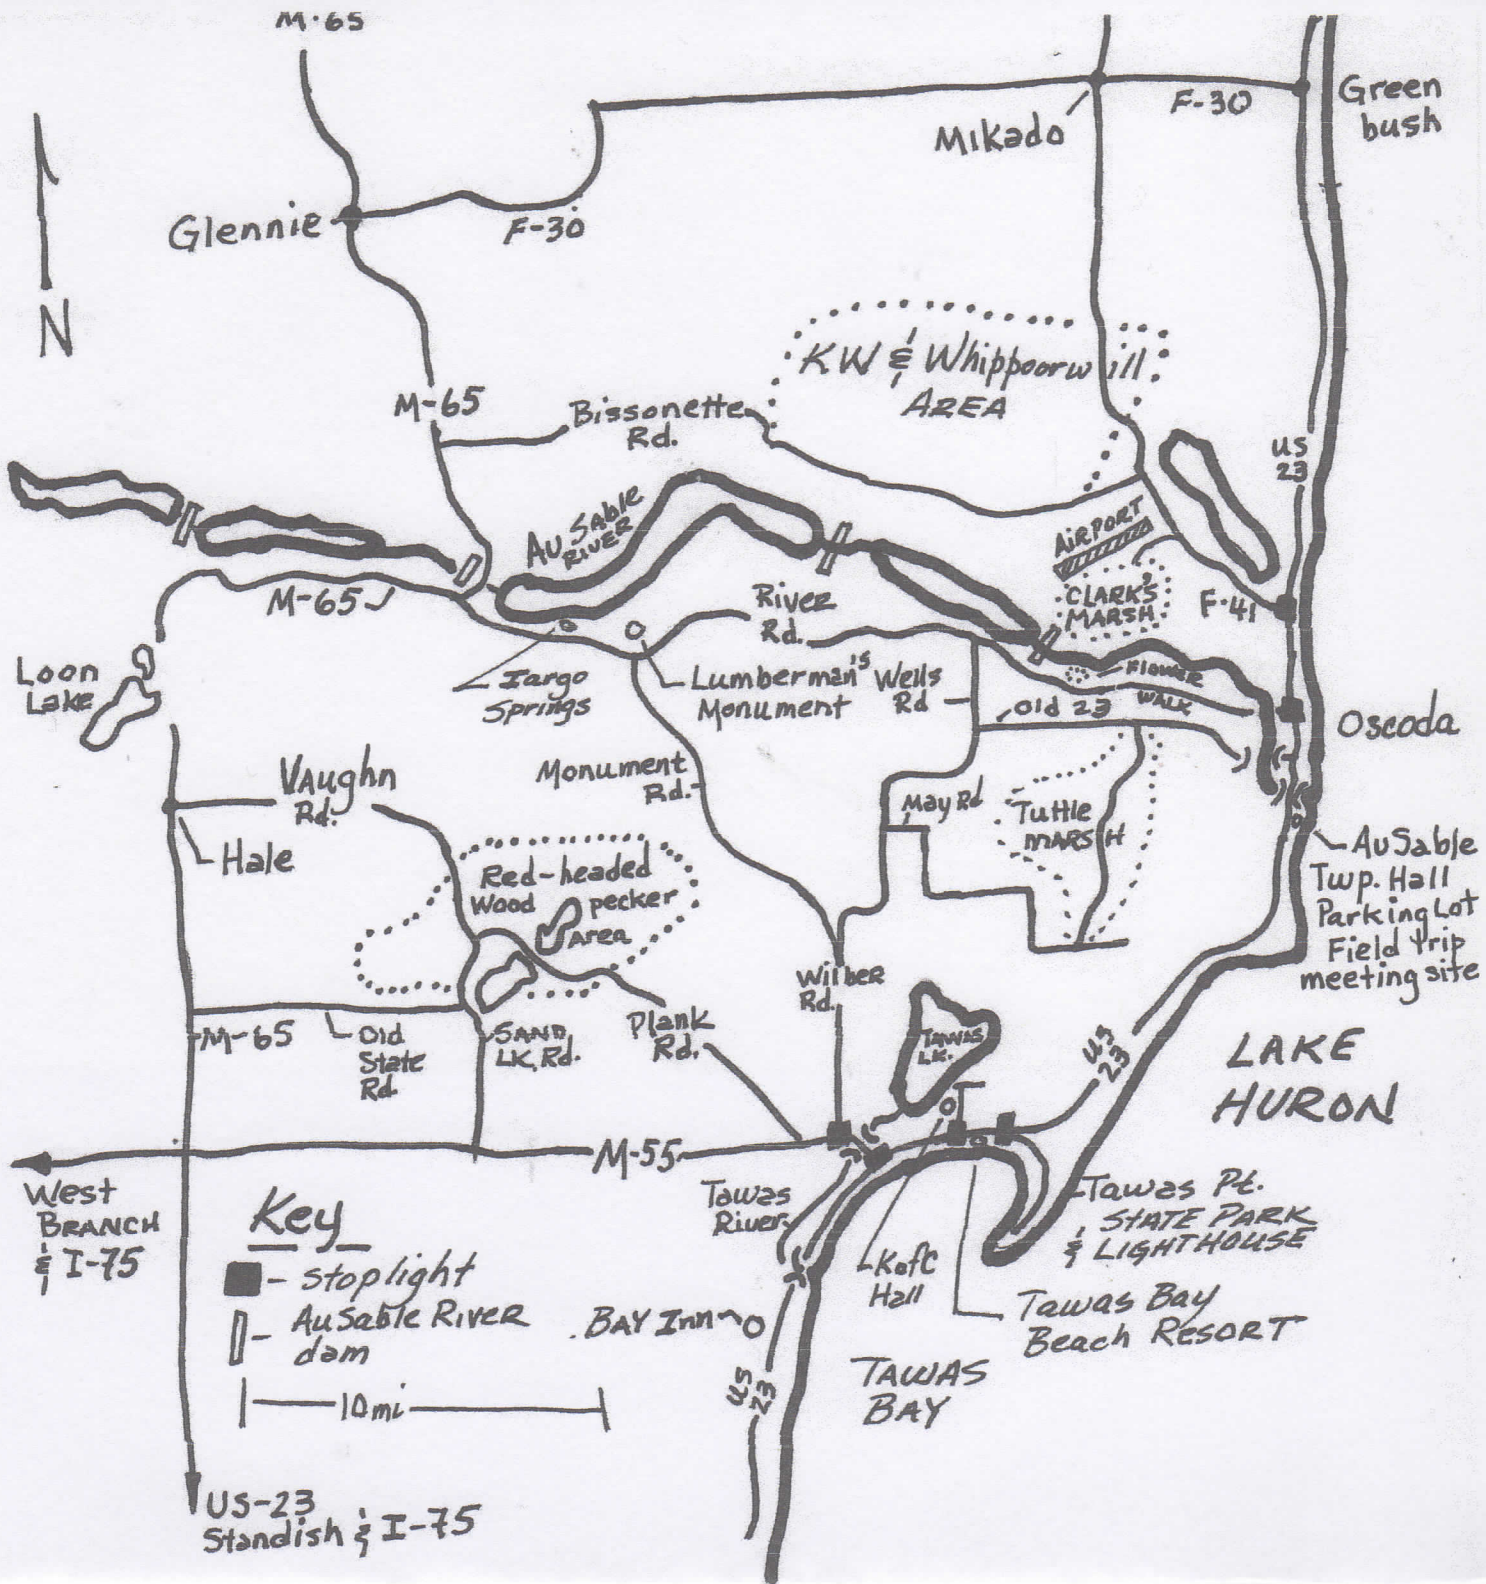 M-65
Green
bush
F-30
Mikado
Glennie
F-30
N
KW & Whippoorwill
AREA
M-65
Bissonette
Rd.
US
23
AuSable
RIVER
AIRPORT
M-65
River
Rd.
CLARK'S
MARSH
F-41
Loon
Lake
Iargo
Springs
Lumberman's
Monument
Wells
Rd
FLOWER
Old 23
WALK
Oscoda
Vaughn
Rd.
Monument
Rd.
May Rd
Tuttle
MARSH
Hale
Red-headed
Wood pecker
Area
AuSable
Twp. Hall
Parking Lot
Field trip
meeting site
Wilber
Rd.
M-65
Old
State
Rd.
SAND
LK. Rd.
Plank
Rd.
TAWAS
LK.
US
23
LAKE
HURON
M-55
West
BRANCH
& I-75
Key
- Stoplight
- AuSable River
dam
10mi
Tawas
River
Tawas Pt.
STATE PARK
& LIGHTHOUSE
KofC
Hall
Tawas Bay
Beach RESORT
BAY Inn
US
23
TAWAS
BAY
US-23
Standish & I-75